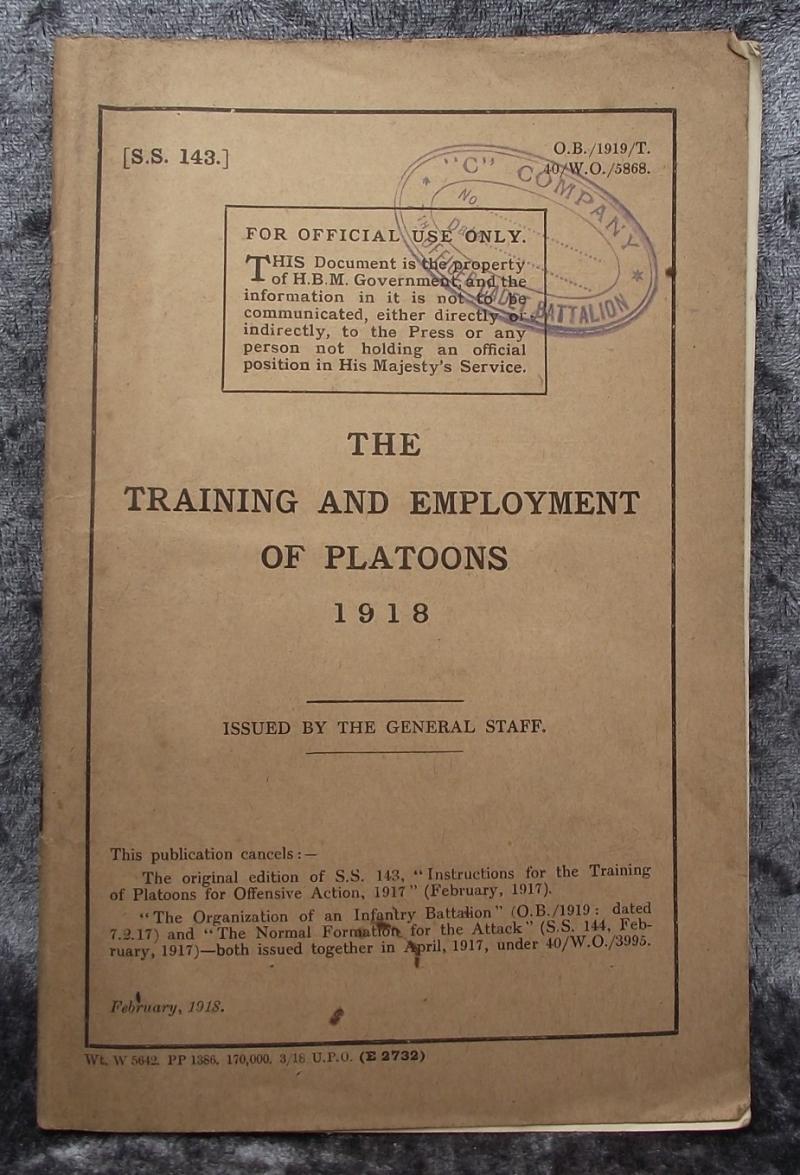 [S.S. 143.]
O.B./1919/T.
40/W.O./5868.
"C" COMPANY
No.
Date
OFFICER CADET BATTALION
FOR OFFICIAL USE ONLY.
THIS Document is the property
of H.B.M. Government, and the
information in it is not to be
communicated, either directly or
indirectly, to the Press or any
person not holding an official
position in His Majesty's Service.
THE
TRAINING AND EMPLOYMENT
OF PLATOONS
1918
ISSUED BY THE GENERAL STAFF.
This publication cancels:—
The original edition of S.S. 143, "Instructions for the Training
of Platoons for Offensive Action, 1917" (February, 1917).
"The Organization of an Infantry Battalion" (O.B./1919: dated
7.2.17) and "The Normal Formation for the Attack" (S.S. 144, Feb-
ruary, 1917)—both issued together in April, 1917, under 40/W.O./3995.
February, 1918.
Wt. W 5642. PP 1386. 170,000. 3/18 U.P.O. (E 2732)